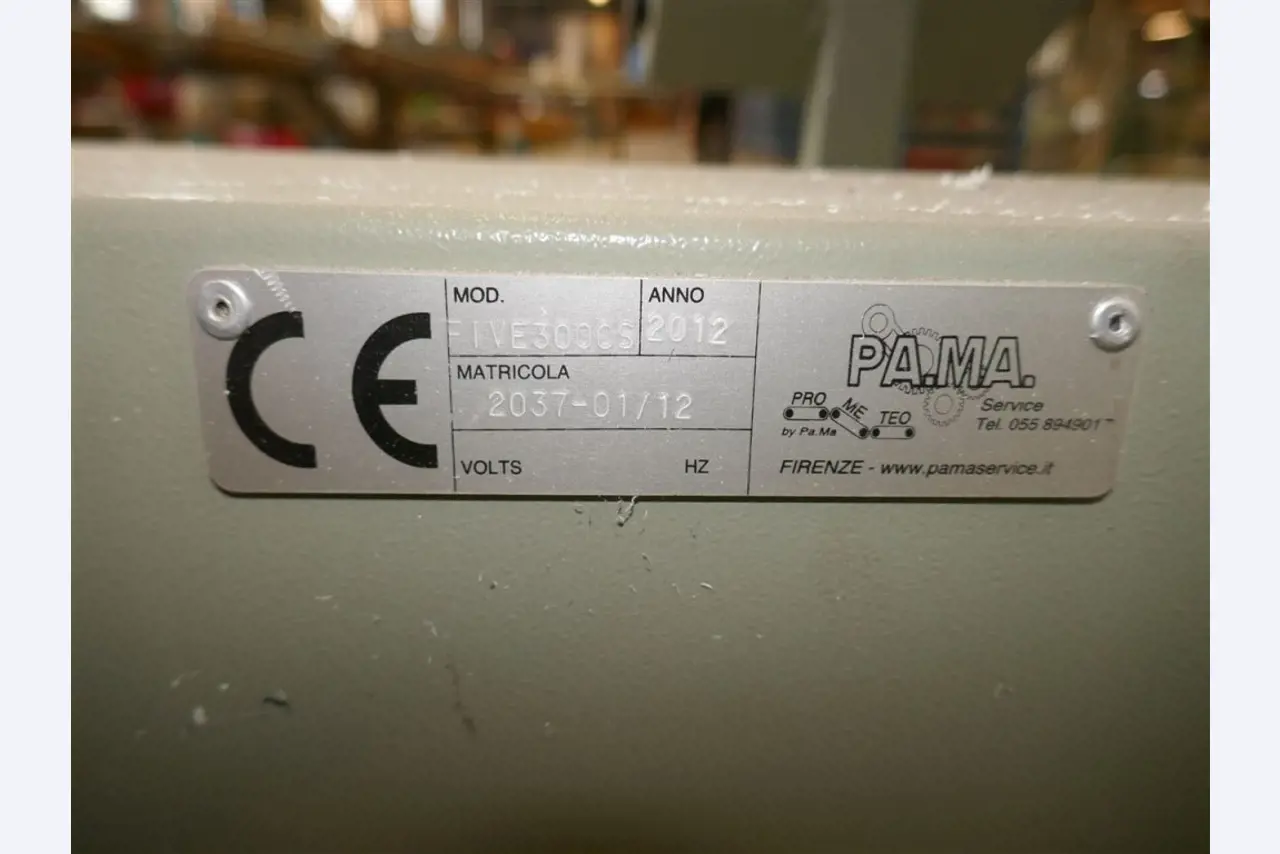 CE
MOD.
FIVE300CS
ANNO
2012
MATRICOLA
2037-01/12
VOLTS HZ
PA.MA.
Service
Tel. 055 894901
PRO
ME
TEO
by Pa.Ma
FIRENZE - www.pamaservice.it